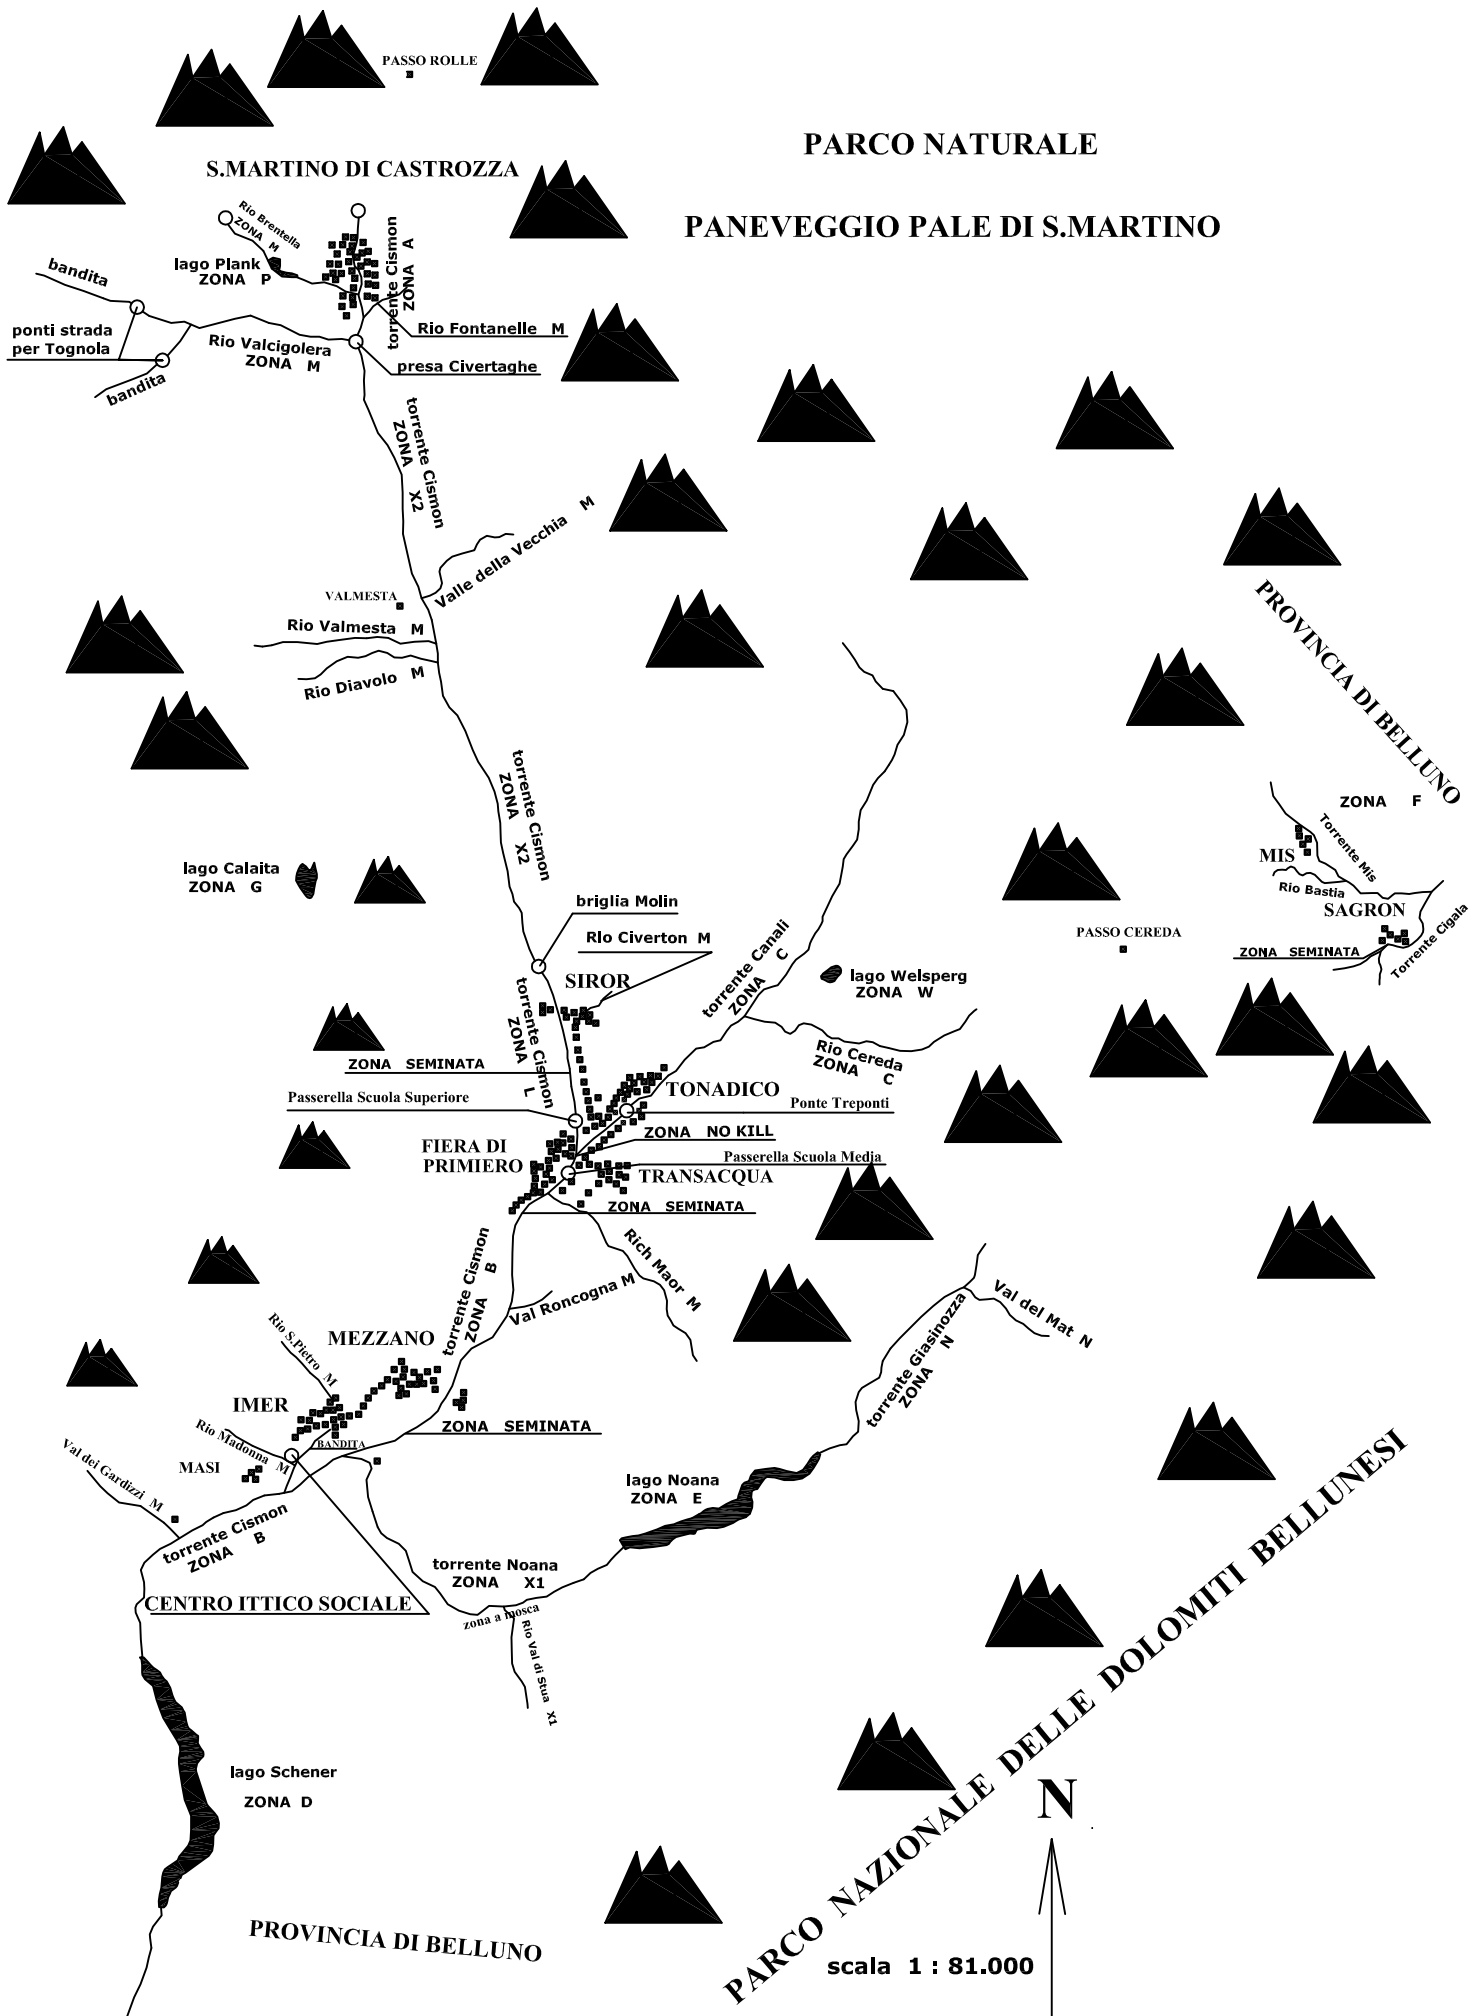 PASSO ROLLE
PARCO NATURALE
PANEVEGGIO PALE DI S.MARTINO
S.MARTINO DI CASTROZZA
Rio Brentella
ZONA M
torrente Cismon
ZONA A
lago Plank
ZONA P
bandita
ponti strada
per Tognola
bandita
Rio Valcigolera
ZONA M
Rio Fontanelle M
presa Civertaghe
torrente Cismon
ZONA X2
Valle della Vecchia M
VALMESTA
Rio Valmesta M
Rio Diavolo M
PROVINCIA DI BELLUNO
torrente Cismon
ZONA X2
ZONA F
Torrente Mis
MIS
Rio Bastia
SAGRON
ZONA SEMINATA
Torrente Cigala
PASSO CEREDA
lago Calaita
ZONA G
briglia Molin
RIo Civerton M
SIROR
torrente Canali
ZONA C
lago Welsperg
ZONA W
Rio Cereda
ZONA C
torrente Cismon
ZONA L
ZONA SEMINATA
TONADICO
Passerella Scuola Superiore
Ponte Treponti
ZONA NO KILL
FIERA DI
PRIMIERO
Passerella Scuola Media
TRANSACQUA
ZONA SEMINATA
torrente Cismon
ZONA B
Rich Maor M
Val Roncogna M
torrente Giasinozza
ZONA N
Val del Mat N
Rio S.Pietro M
MEZZANO
IMER
Rio Madonna M
BANDITA
ZONA SEMINATA
Val dei Gardizzi M
MASI
lago Noana
ZONA E
torrente Cismon
ZONA B
torrente Noana
ZONA X1
zona a mosca
Rio Val di Stua X1
CENTRO ITTICO SOCIALE
lago Schener
ZONA D
PARCO NAZIONALE DELLE DOLOMITI BELLUNESI
N
PROVINCIA DI BELLUNO
scala 1 : 81.000